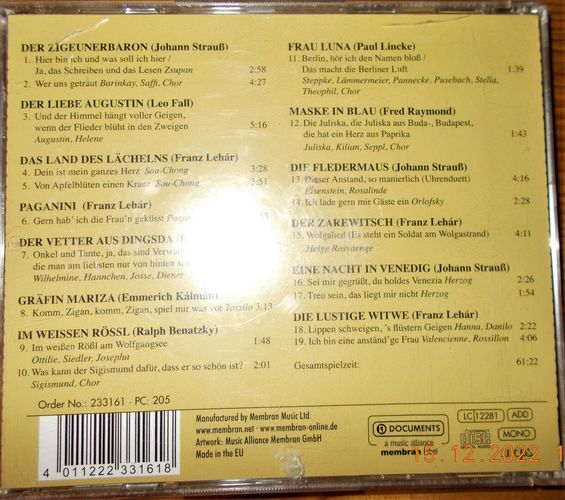 DER ZIGEUNERBARON (Johann Strauß)
1. Hier bin ich und was soll ich hier /
Ja, das Schreiben und das Lesen Zsupan 2:58
2. Wer uns getraut Barinkay, Saffi, Chor 4:27
DER LIEBE AUGUSTIN (Leo Fall)
3. Und der Himmel hängt voller Geigen,
wenn der Flieder blüht in den Zweigen 5:16
Augustin, Helene
DAS LAND DES LÄCHELNS (Franz Lehár)
4. Dein ist mein ganzes Herz Sou-Chong 3:28
5. Von Apfelblüten einen Kranz Sou-Chong 3:51
PAGANINI (Franz Lehár)
6. Gern hab' ich die Frau'n geküsst
DER VETTER AUS DINGSDA
7. Onkel und Tante, ja, das sind
die man am liebsten nur von hinten
Wilhelmine, Hannchen, Josse, Diener
GRÄFIN MARIZA (Emmerich Kálmán)
8. Komm, Zigan, komm, Zigan, spiel mir was vor Tassilo 3:13
IM WEISSEN RÖSSL (Ralph Benatzky)
9. Im weißen Rößl am Wolfgangsee 1:48
Ottilie, Siedler, Josepha
10. Was kann der Sigismund dafür, dass er so schön ist? 2:01
Sigismund, Chor
FRAU LUNA (Paul Lincke)
11. Berlin, hör ich den Namen bloß /
Das macht die Berliner Luft 1:39
Steppke, Lämmermeier, Pannecke, Pusebach, Stella,
Theophil, Chor
MASKE IN BLAU (Fred Raymond)
12. Die Juliska, die Juliska aus Buda-, Budapest,
die hat ein Herz aus Paprika 1:43
Juliska, Kilian, Seppl, Chor
DIE FLEDERMAUS (Johann Strauß)
13. Dieser Anstand, so manierlich (Uhrenduett) 4:16
Eisenstein, Rosalinde
14. Ich lade gern mir Gäste ein Orlofsky 2:28
DER ZAREWITSCH (Franz Lehár)
15. Wolgalied (Es steht ein Soldat am Wolgastrand) 4:11
Helge Rosvaenge
EINE NACHT IN VENEDIG (Johann Strauß)
16. Sei mir gegrüßt, du holdes Venezia Herzog 2:26
17. Treu sein, das liegt mir nicht Herzog 1:54
DIE LUSTIGE WITWE (Franz Lehár)
18. Lippen schweigen, 's flüstern Geigen Hanna, Danilo 2:22
19. Ich bin eine anständ'ge Frau Valencienne, Rossillon 4:06
Gesamtspielzeit: 61:22
Order No.: 233161 · PC: 205
4 011222 331618
Manufactured by Membran Music Ltd.
www.membran.net · www.membran-online.de
Artwork: Music Alliance Membran GmbH
Made in the EU
DOCUMENTS
a music alliance
membran label
LC 12281
ADD
COMPACT
disc
DIGITAL AUDIO
MONO
15.12.2022 1